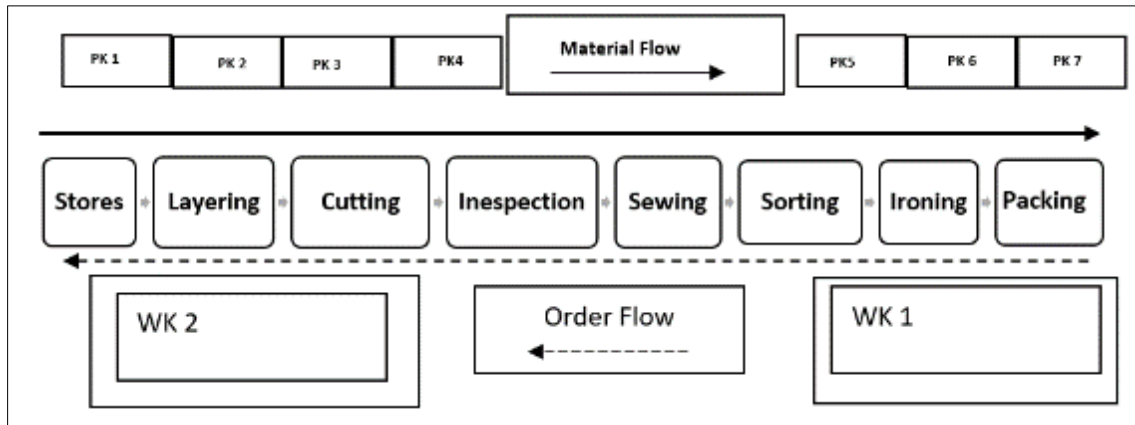 PK 1 PK 2 PK 3 PK4 Material Flow PK5 PK 6 PK 7
Stores Layering Cutting Inespection Sewing Sorting Ironing Packing
WK 2 Order Flow WK 1